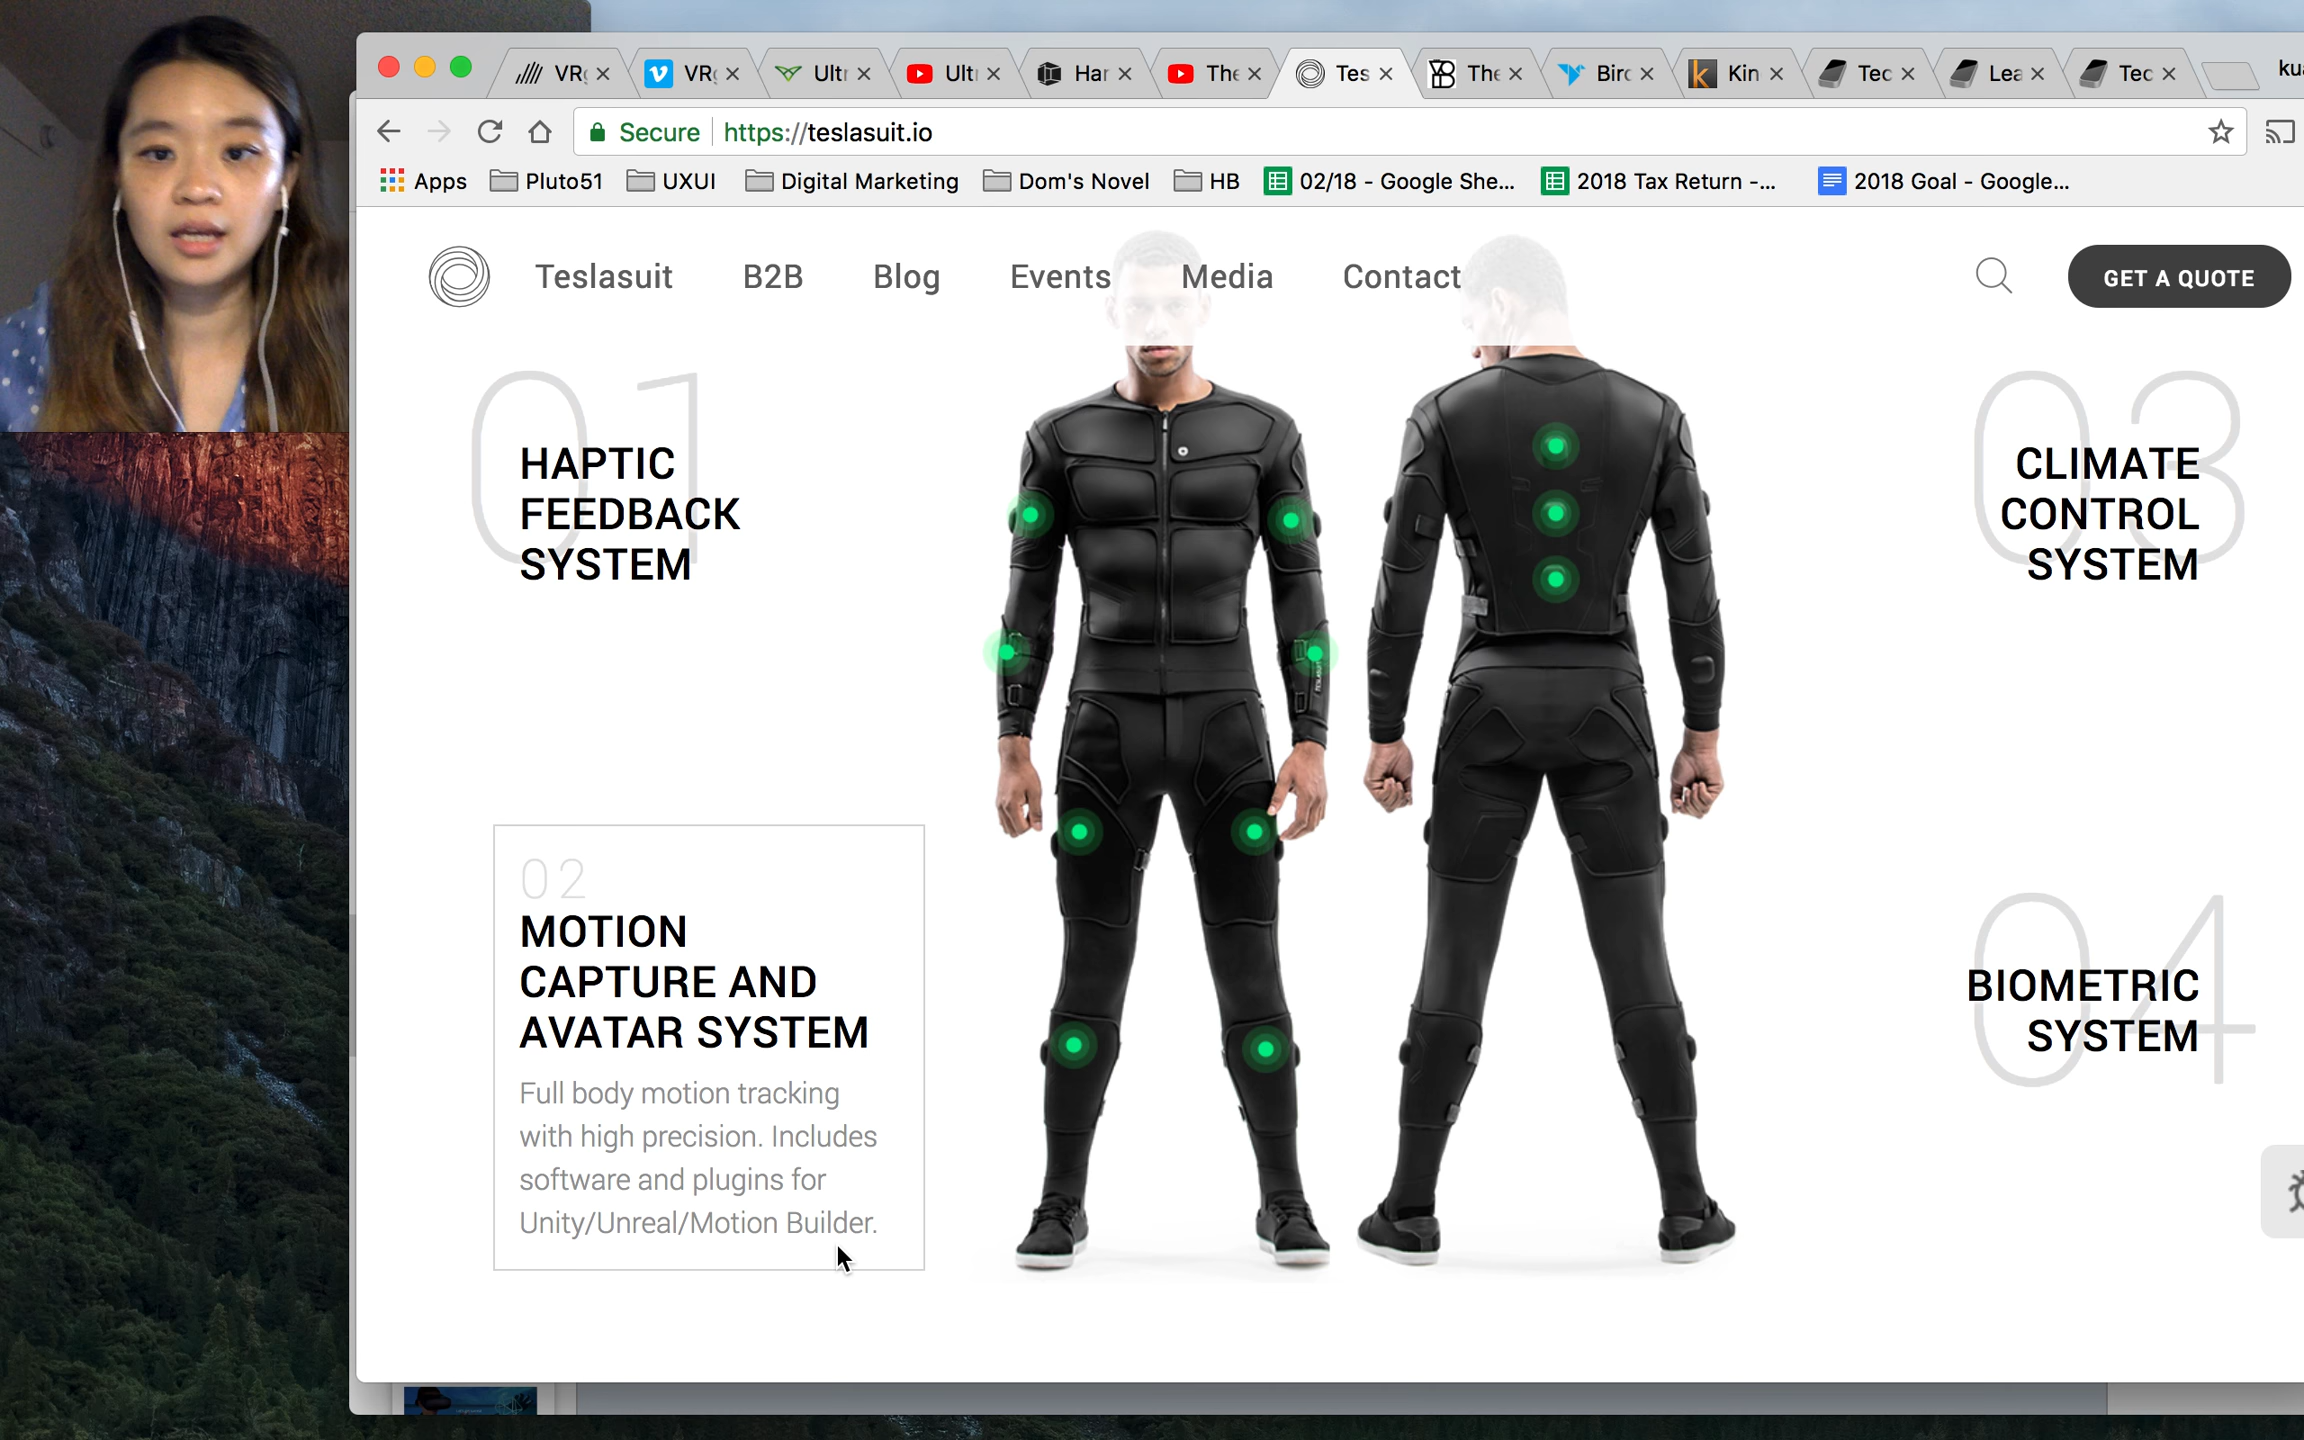 VR
VR
Ult
Ult
Har
The
Tes
The
Birc
Kin
Tec
Lea
Tec
Secure
https://teslasuit.io
Apps
Pluto51
UXUI
Digital Marketing
Dom's Novel
HB
02/18 - Google She...
2018 Tax Return -...
2018 Goal - Google...
Teslasuit
B2B
Blog
Events
Media
Contact
GET A QUOTE
01
HAPTIC
FEEDBACK
SYSTEM
03
CLIMATE
CONTROL
SYSTEM
02
MOTION
CAPTURE AND
AVATAR SYSTEM
Full body motion tracking
with high precision. Includes
software and plugins for
Unity/Unreal/Motion Builder.
04
BIOMETRIC
SYSTEM